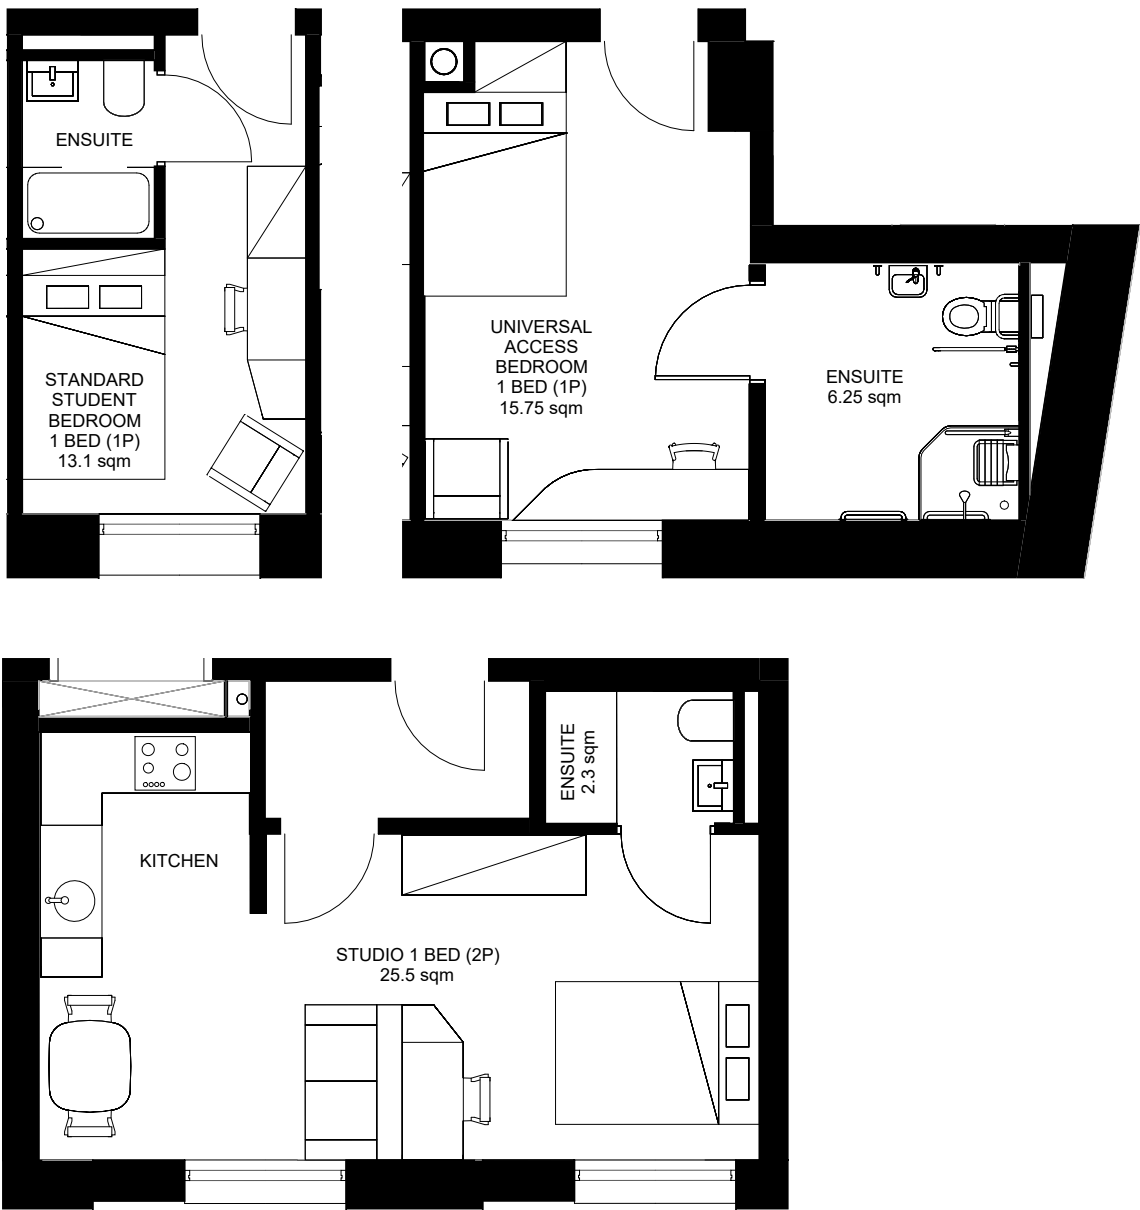 ENSUITE
STANDARD
STUDENT
BEDROOM
1 BED (1P)
13.1 sqm
UNIVERSAL
ACCESS
BEDROOM
1 BED (1P)
15.75 sqm
ENSUITE
6.25 sqm
ENSUITE
2.3 sqm
KITCHEN
STUDIO 1 BED (2P)
25.5 sqm